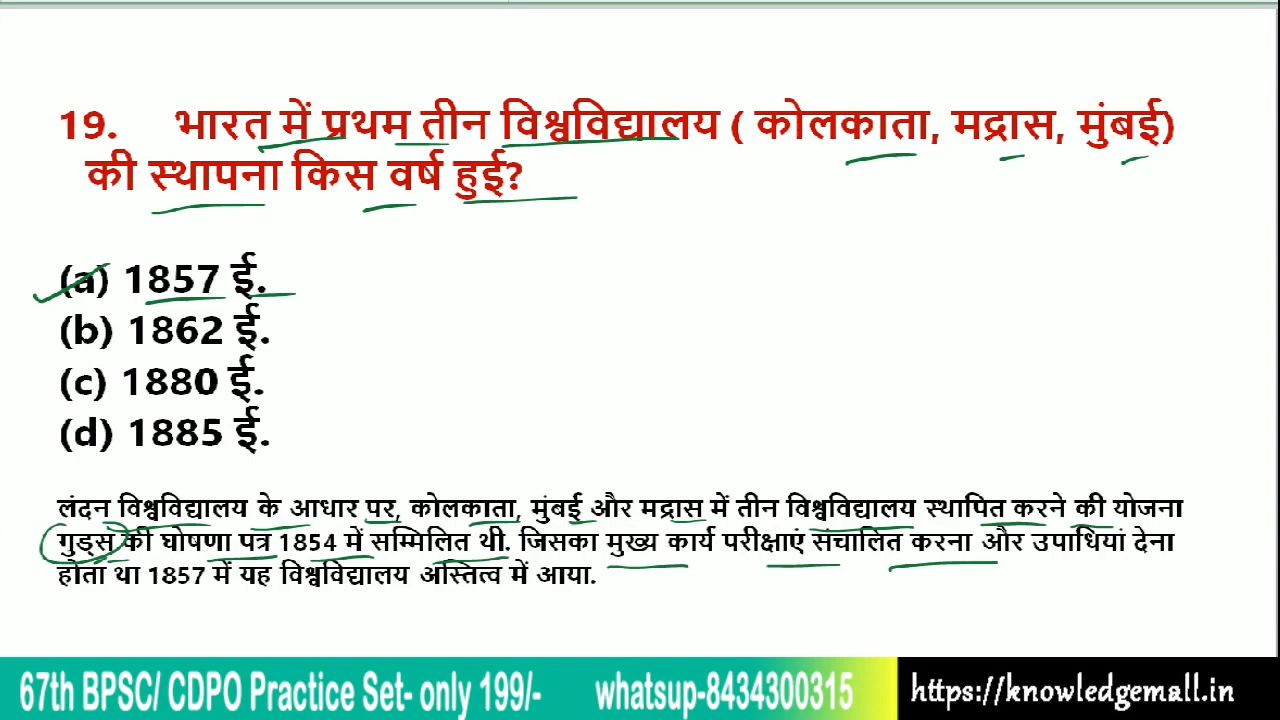 19. भारत में प्रथम तीन विश्वविद्यालय ( कोलकाता, मद्रास, मुंबई)
की स्थापना किस वर्ष हुई?
(a) 1857 ई.
(b) 1862 ई.
(c) 1880 ई.
(d) 1885 ई.
लंदन विश्वविद्यालय के आधार पर, कोलकाता, मुंबई और मद्रास में तीन विश्वविद्यालय स्थापित करने की योजना
गुड्स की घोषणा पत्र 1854 में सम्मिलित थी. जिसका मुख्य कार्य परीक्षाएं संचालित करना और उपाधियां देना
होता था 1857 में यह विश्वविद्यालय अस्तित्व में आया.
67th BPSC/ CDPO Practice Set- only 199/- whatsup-8434300315 https://knowledgemall.in